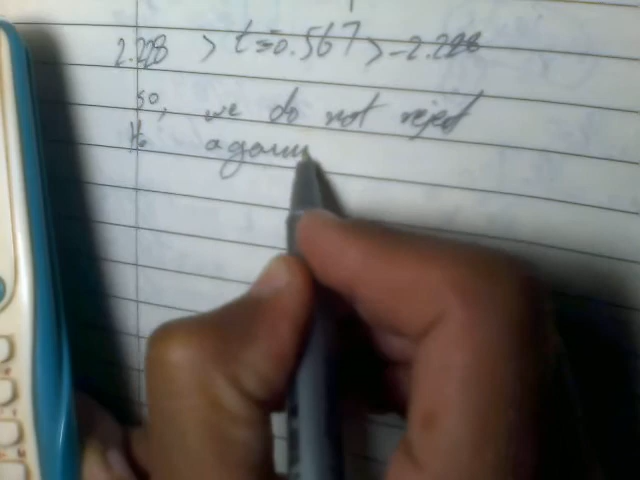 2.228 > t=0.567 > -2.228
so, we do not reject
H₀ again